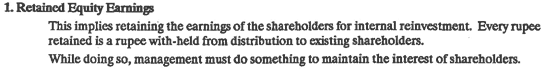 1. Retained Equity Earnings
This implies retaining the earnings of the shareholders for internal reinvestment. Every rupee
retained is a rupee with-held from distribution to existing shareholders.
While doing so, management must do something to maintain the interest of shareholders.